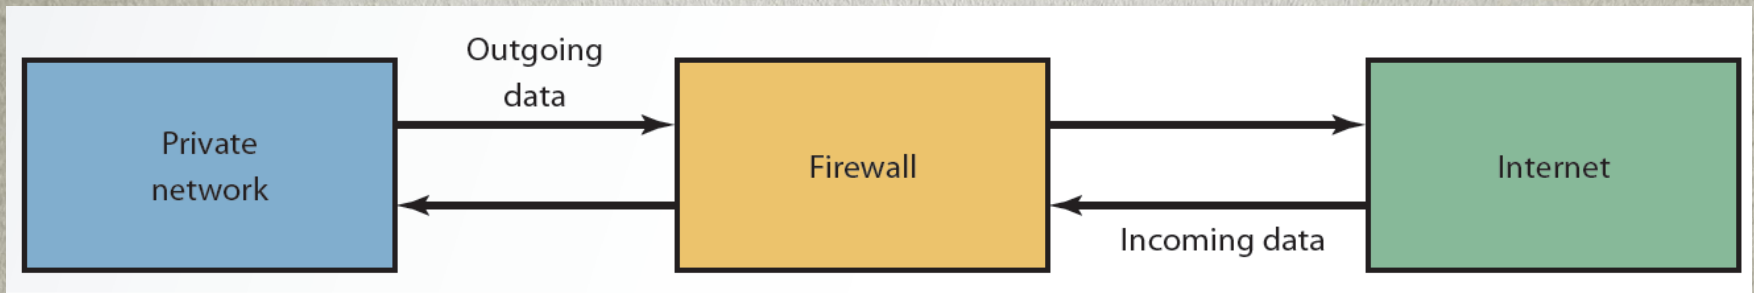 Outgoing
data
Private
network
Firewall
Internet
Incoming data